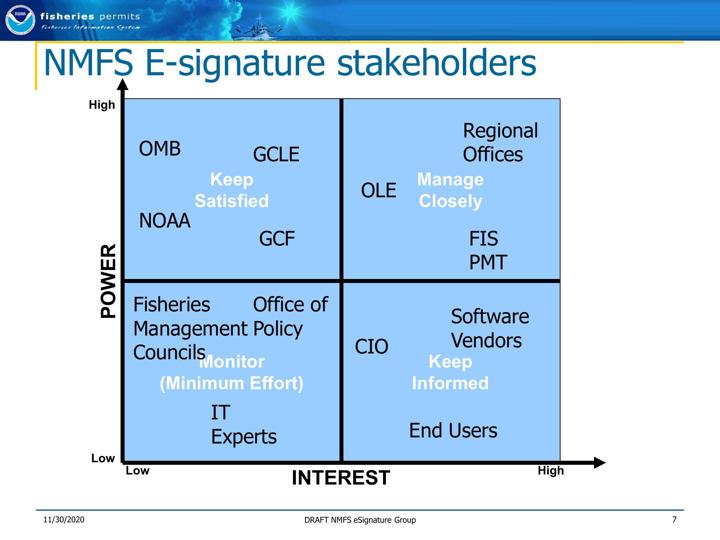 fisheries permits
Fisheries Information System
NMFS E-signature stakeholders
High
OMB
GCLE
Regional
Offices
Keep
Satisfied
OLE
Manage
Closely
NOAA
GCF
FIS
PMT
POWER
Fisheries
Management
Councils
Office of
Policy
Software
Vendors
CIO
Monitor
(Minimum Effort)
Keep
Informed
IT
Experts
End Users
Low
Low
INTEREST
High
11/30/2020
DRAFT NMFS eSignature Group
7